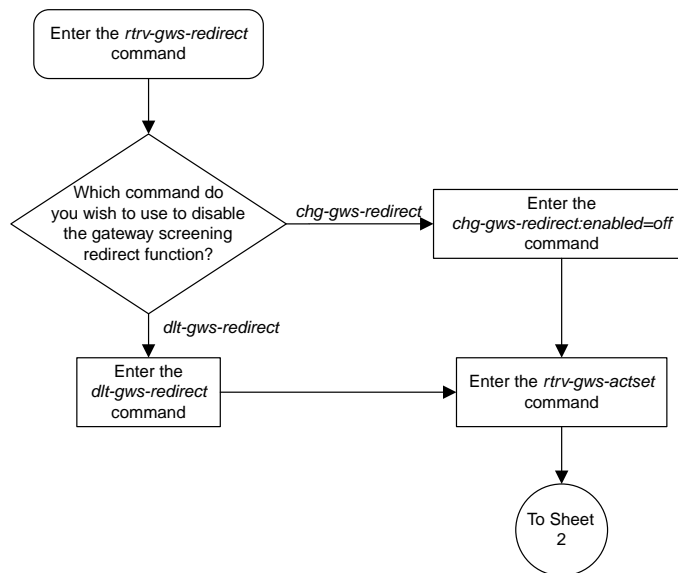 Enter the rtrv-gws-redirect
command
Which command do
you wish to use to disable
the gateway screening
redirect function?
chg-gws-redirect
Enter the
chg-gws-redirect:enabled=off
command
dlt-gws-redirect
Enter the
dlt-gws-redirect
command
Enter the rtrv-gws-actset
command
To Sheet
2